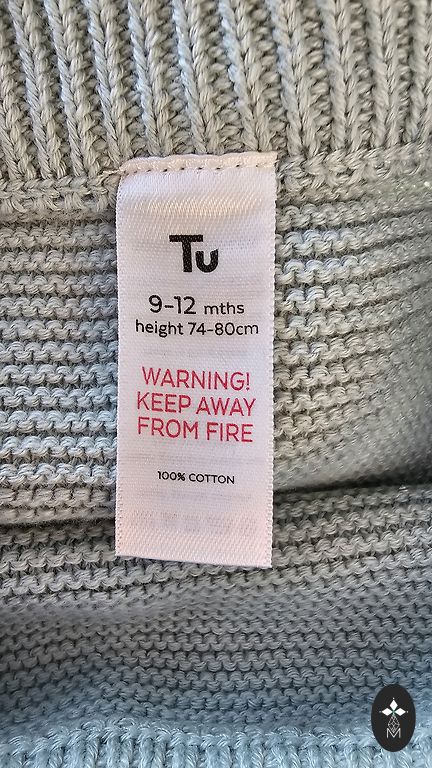 Tu
9-12 mths
height 74-80cm
WARNING!
KEEP AWAY
FROM FIRE
100% COTTON
M